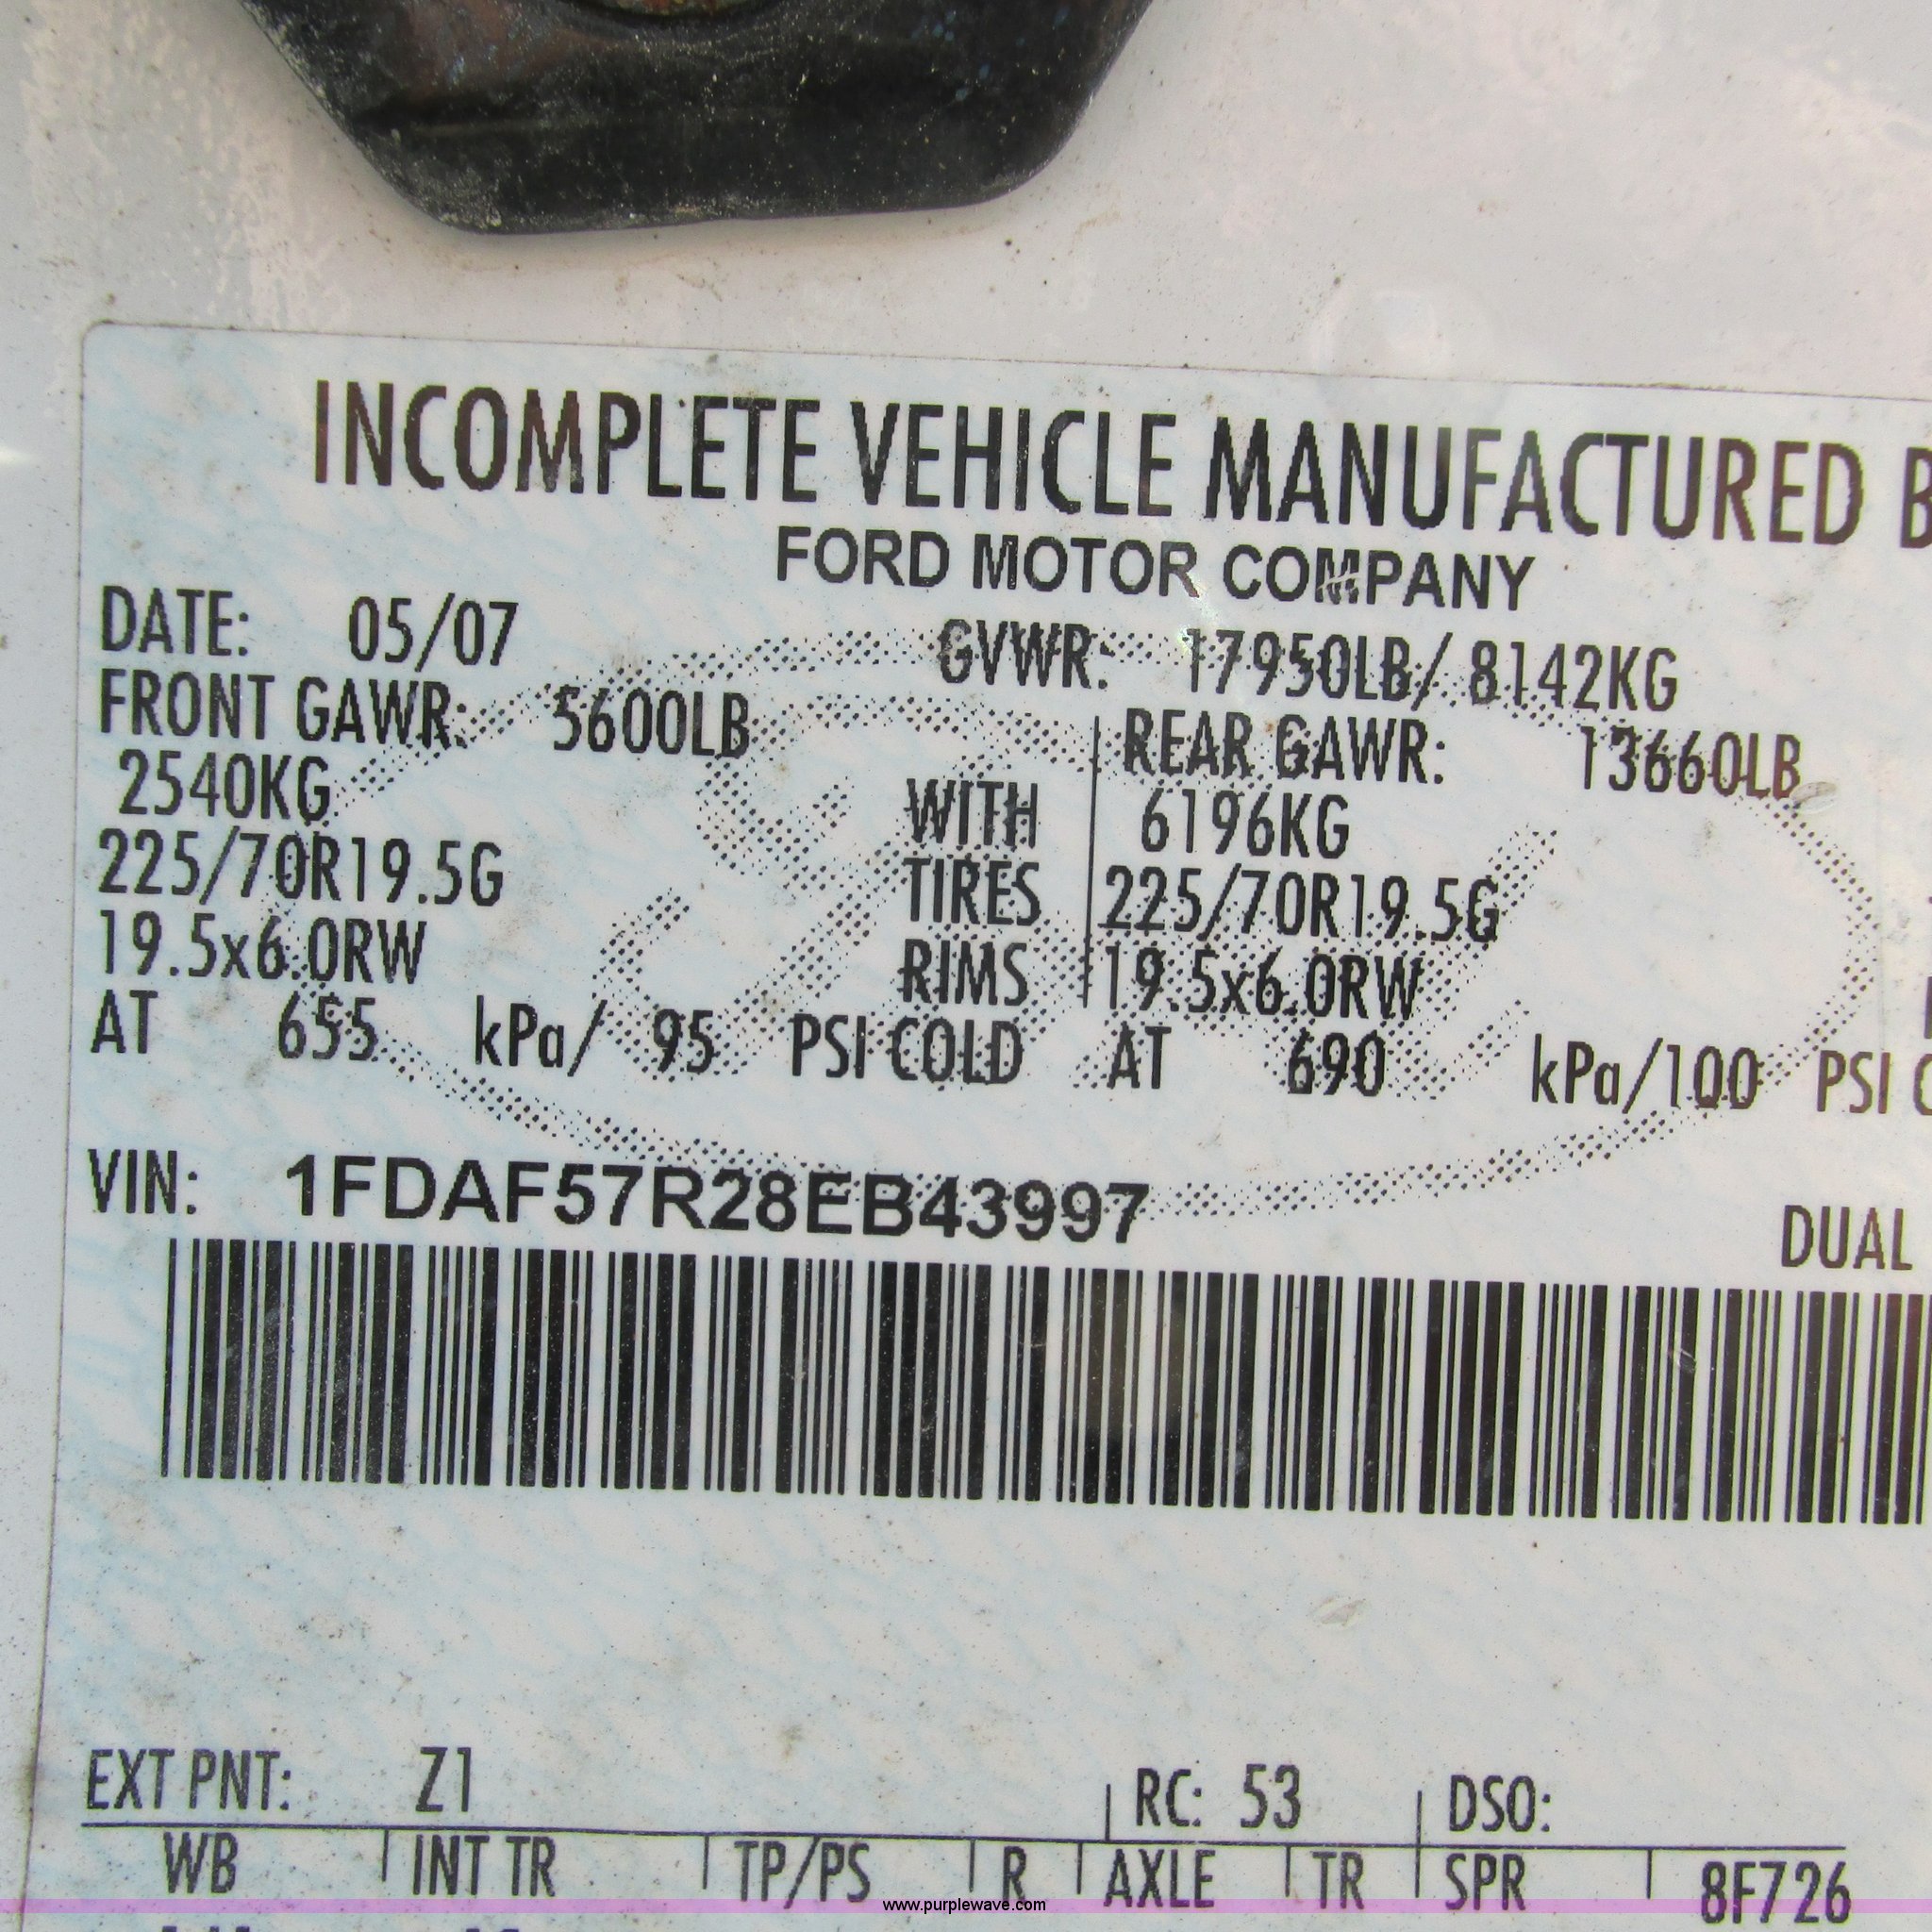 INCOMPLETE VEHICLE MANUFACTURED B
FORD MOTOR COMPANY
DATE: 05/07 GVWR: 17950LB/ 8142KG
FRONT GAWR: 5600LB REAR GAWR: 13660LB
2540KG WITH 6196KG
225/70R19.5G TIRES 225/70R19.5G
19.5x6.0RW RIMS 19.5x6.0RW
AT 655 kPa/ 95 PSI COLD AT 690 kPa/100 PSI C
VIN: 1FDAF57R28EB43997
DUAL
EXT PNT: Z1 RC: 53 DSO:
WB INT TR TP/PS R AXLE TR SPR 8F726
www.purplewave.com